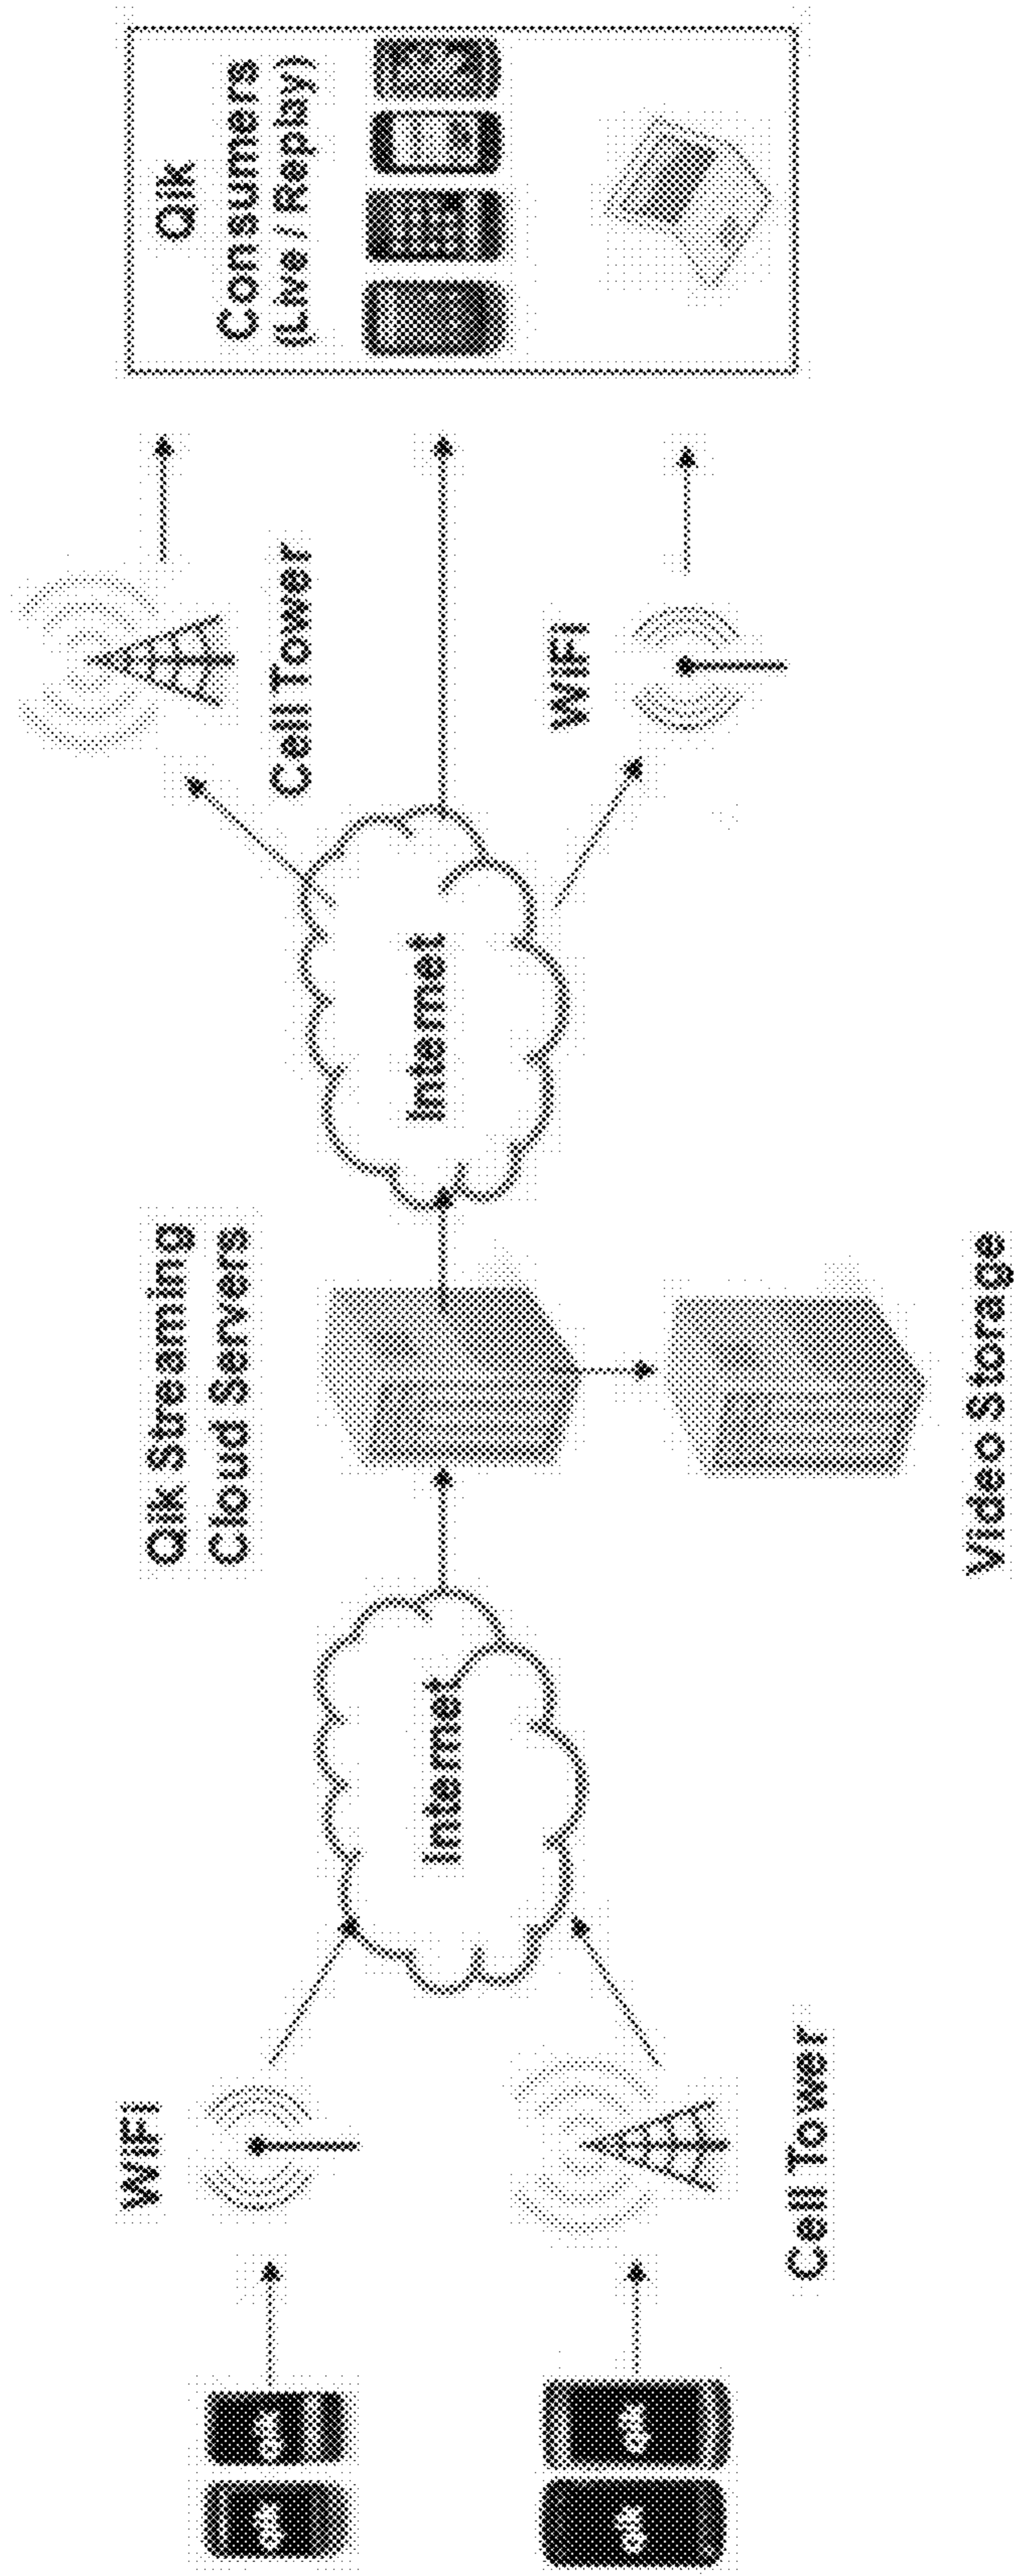 WiFi
Cell Tower
Internet
Qik Streaming
Cloud Servers
Video Storage
Internet
Cell Tower
WiFi
Qik
Consumers
(Live / Replay)